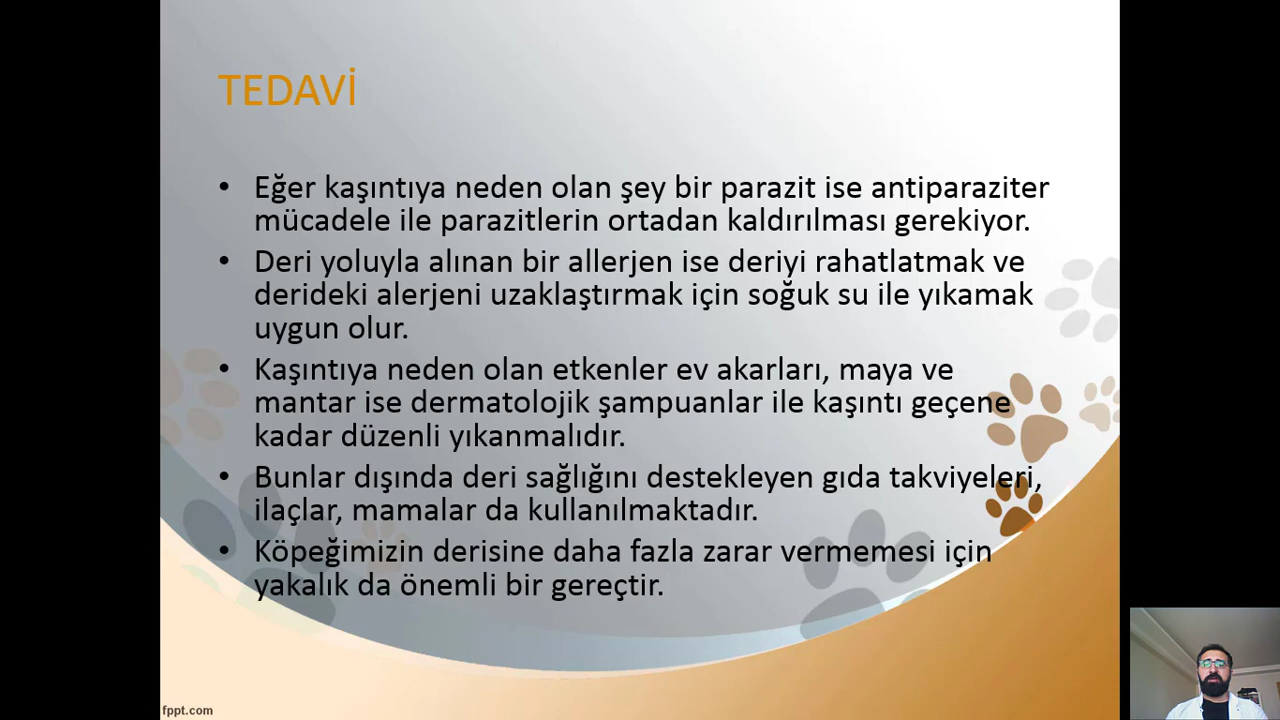 TEDAVİ
• Eğer kaşıntıya neden olan şey bir parazit ise antiparaziter
mücadele ile parazitlerin ortadan kaldırılması gerekiyor.
• Deri yoluyla alınan bir allerjen ise deriyi rahatlatmak ve
derideki alerjeni uzaklaştırmak için soğuk su ile yıkamak
uygun olur.
• Kaşıntıya neden olan etkenler ev akarları, maya ve
mantar ise dermatolojik şampuanlar ile kaşıntı geçene
kadar düzenli yıkanmalıdır.
• Bunlar dışında deri sağlığını destekleyen gıda takviyeleri,
ilaçlar, mamalar da kullanılmaktadır.
• Köpeğimizin derisine daha fazla zarar vermemesi için
yakalık da önemli bir gereçtir.
fppt.com